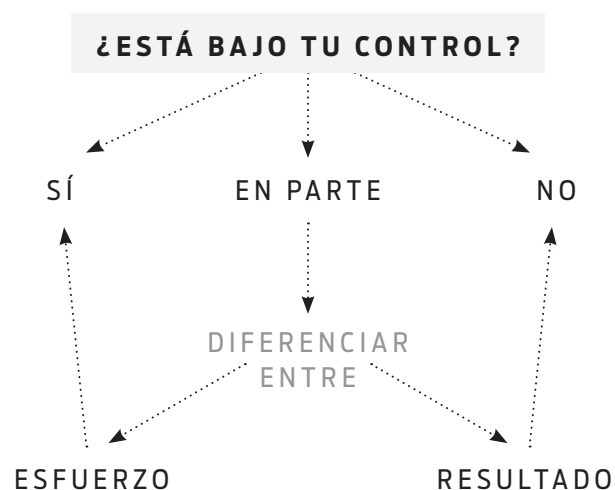 ¿ESTÁ BAJO TU CONTROL?
SÍ
EN PARTE
NO
DIFERENCIAR
ENTRE
ESFUERZO
RESULTADO